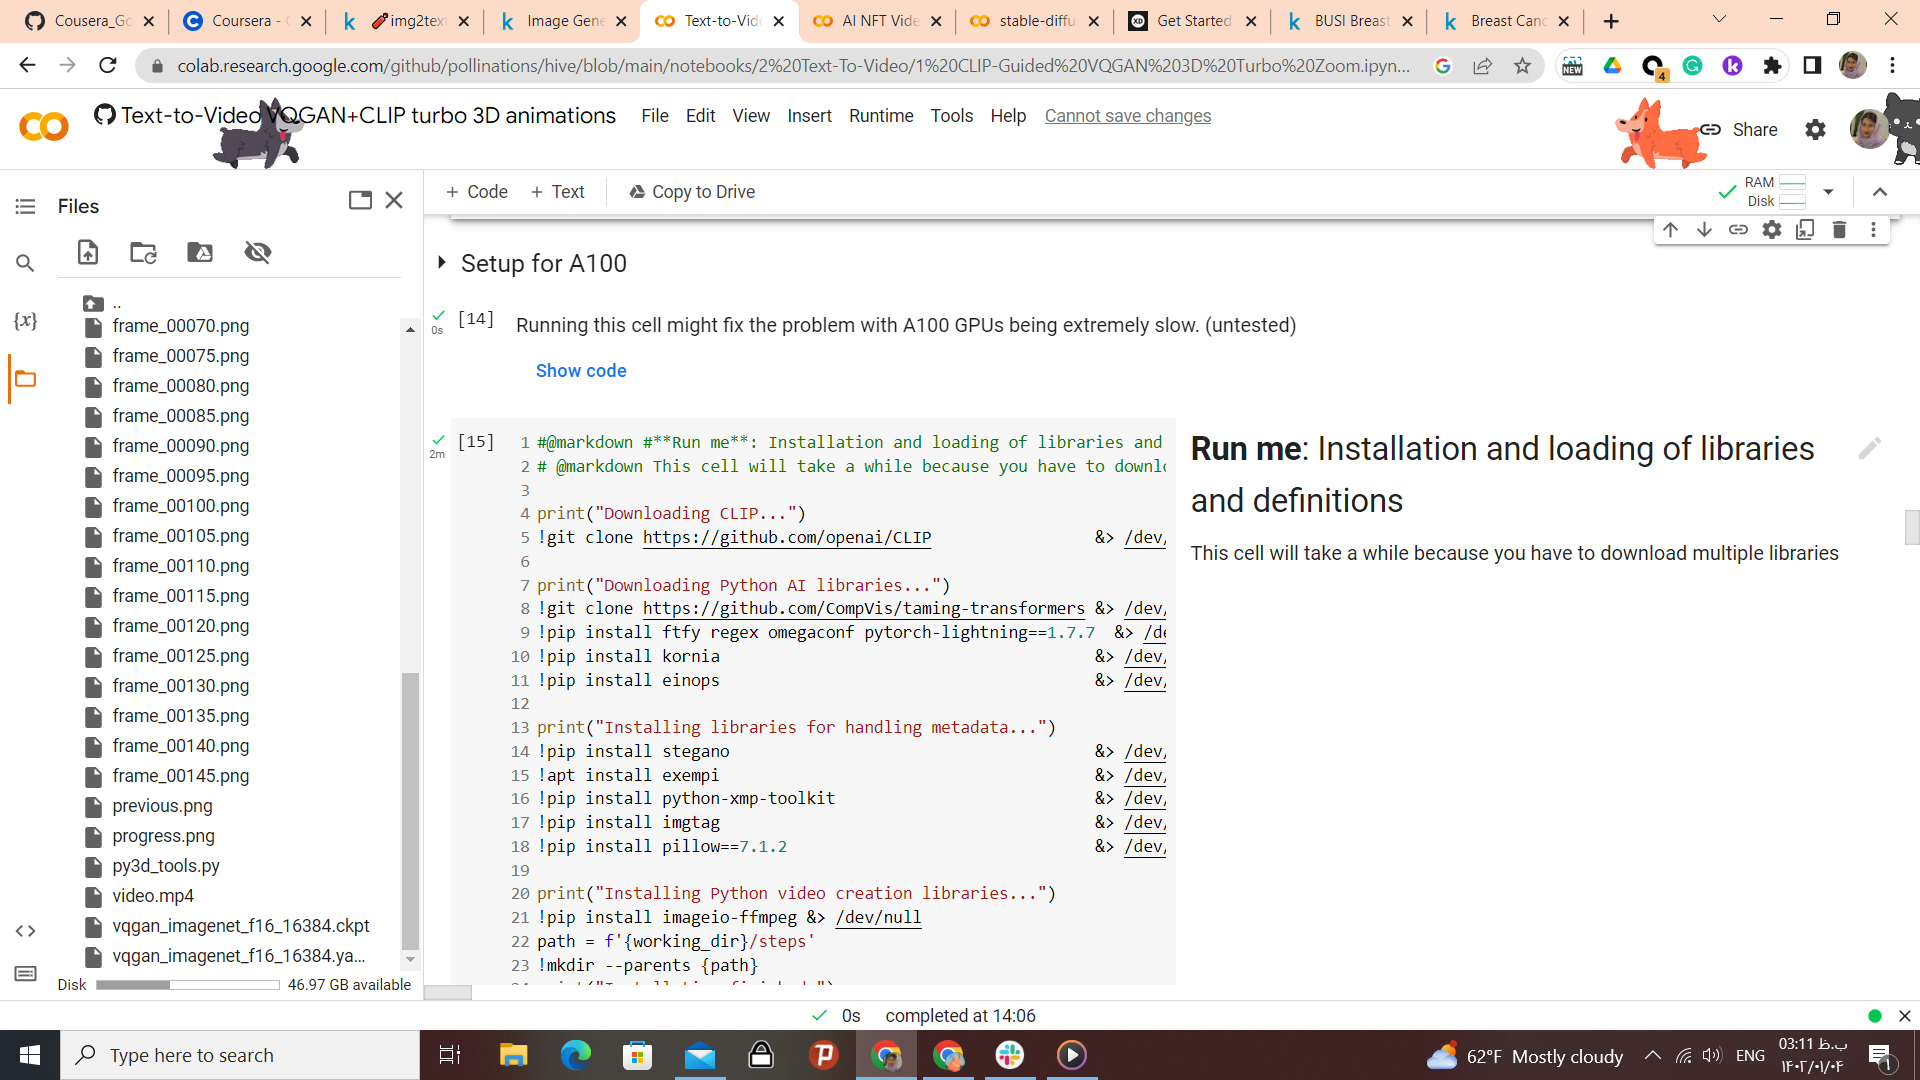 Cousera_Gc
Coursera - C
img2text
Image Gene
Text-to-Vide
AI NFT Vide
stable-diffu
Get Started
BUSI Breast
Breast Canc
colab.research.google.com/github/pollinations/hive/blob/main/notebooks/2%20Text-To-Video/1%20CLIP-Guided%20VQGAN%203D%20Turbo%20Zoom.ipyn...
NEW
4
Text-to-Video VQGAN+CLIP turbo 3D animations
File Edit View Insert Runtime Tools Help Cannot save changes
Share
Files
+ Code + Text Copy to Drive
RAM
Disk
..
frame_00070.png
frame_00075.png
frame_00080.png
frame_00085.png
frame_00090.png
frame_00095.png
frame_00100.png
frame_00105.png
frame_00110.png
frame_00115.png
frame_00120.png
frame_00125.png
frame_00130.png
frame_00135.png
frame_00140.png
frame_00145.png
previous.png
progress.png
py3d_tools.py
video.mp4
vqgan_imagenet_f16_16384.ckpt
vqgan_imagenet_f16_16384.ya...
Disk 46.97 GB available
Setup for A100
0s [14] Running this cell might fix the problem with A100 GPUs being extremely slow. (untested)
Show code
2m [15]
1 #@markdown #**Run me**: Installation and loading of libraries and
2 # @markdown This cell will take a while because you have to downlo
3
4 print("Downloading CLIP...")
5 !git clone https://github.com/openai/CLIP &> /dev/
6
7 print("Downloading Python AI libraries...")
8 !git clone https://github.com/CompVis/taming-transformers &> /dev/
9 !pip install ftfy regex omegaconf pytorch-lightning==1.7.7 &> /de
10 !pip install kornia &> /dev/
11 !pip install einops &> /dev/
12
13 print("Installing libraries for handling metadata...")
14 !pip install stegano &> /dev/
15 !apt install exempi &> /dev/
16 !pip install python-xmp-toolkit &> /dev/
17 !pip install imgtag &> /dev/
18 !pip install pillow==7.1.2 &> /dev/
19
20 print("Installing Python video creation libraries...")
21 !pip install imageio-ffmpeg &> /dev/null
22 path = f'{working_dir}/steps'
23 !mkdir --parents {path}
Run me: Installation and loading of libraries
and definitions
This cell will take a while because you have to download multiple libraries
0s completed at 14:06
Type here to search
62°F Mostly cloudy
ENG
03:11 ب.ظ
۱۴۰۲/۰۱/۰۴
1